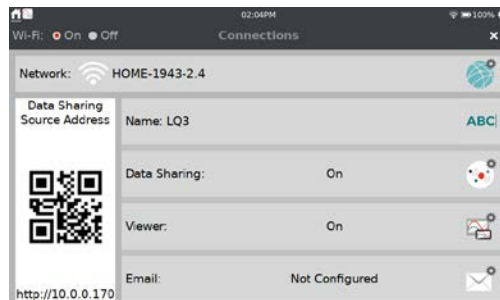 02:04PM
100%
Wi-Fi: On Off
Connections
×
Network: HOME-1943-2.4
Data Sharing
Source Address
http://10.0.0.170
Name: LQ3
ABC
Data Sharing: On
Viewer: On
Email: Not Configured